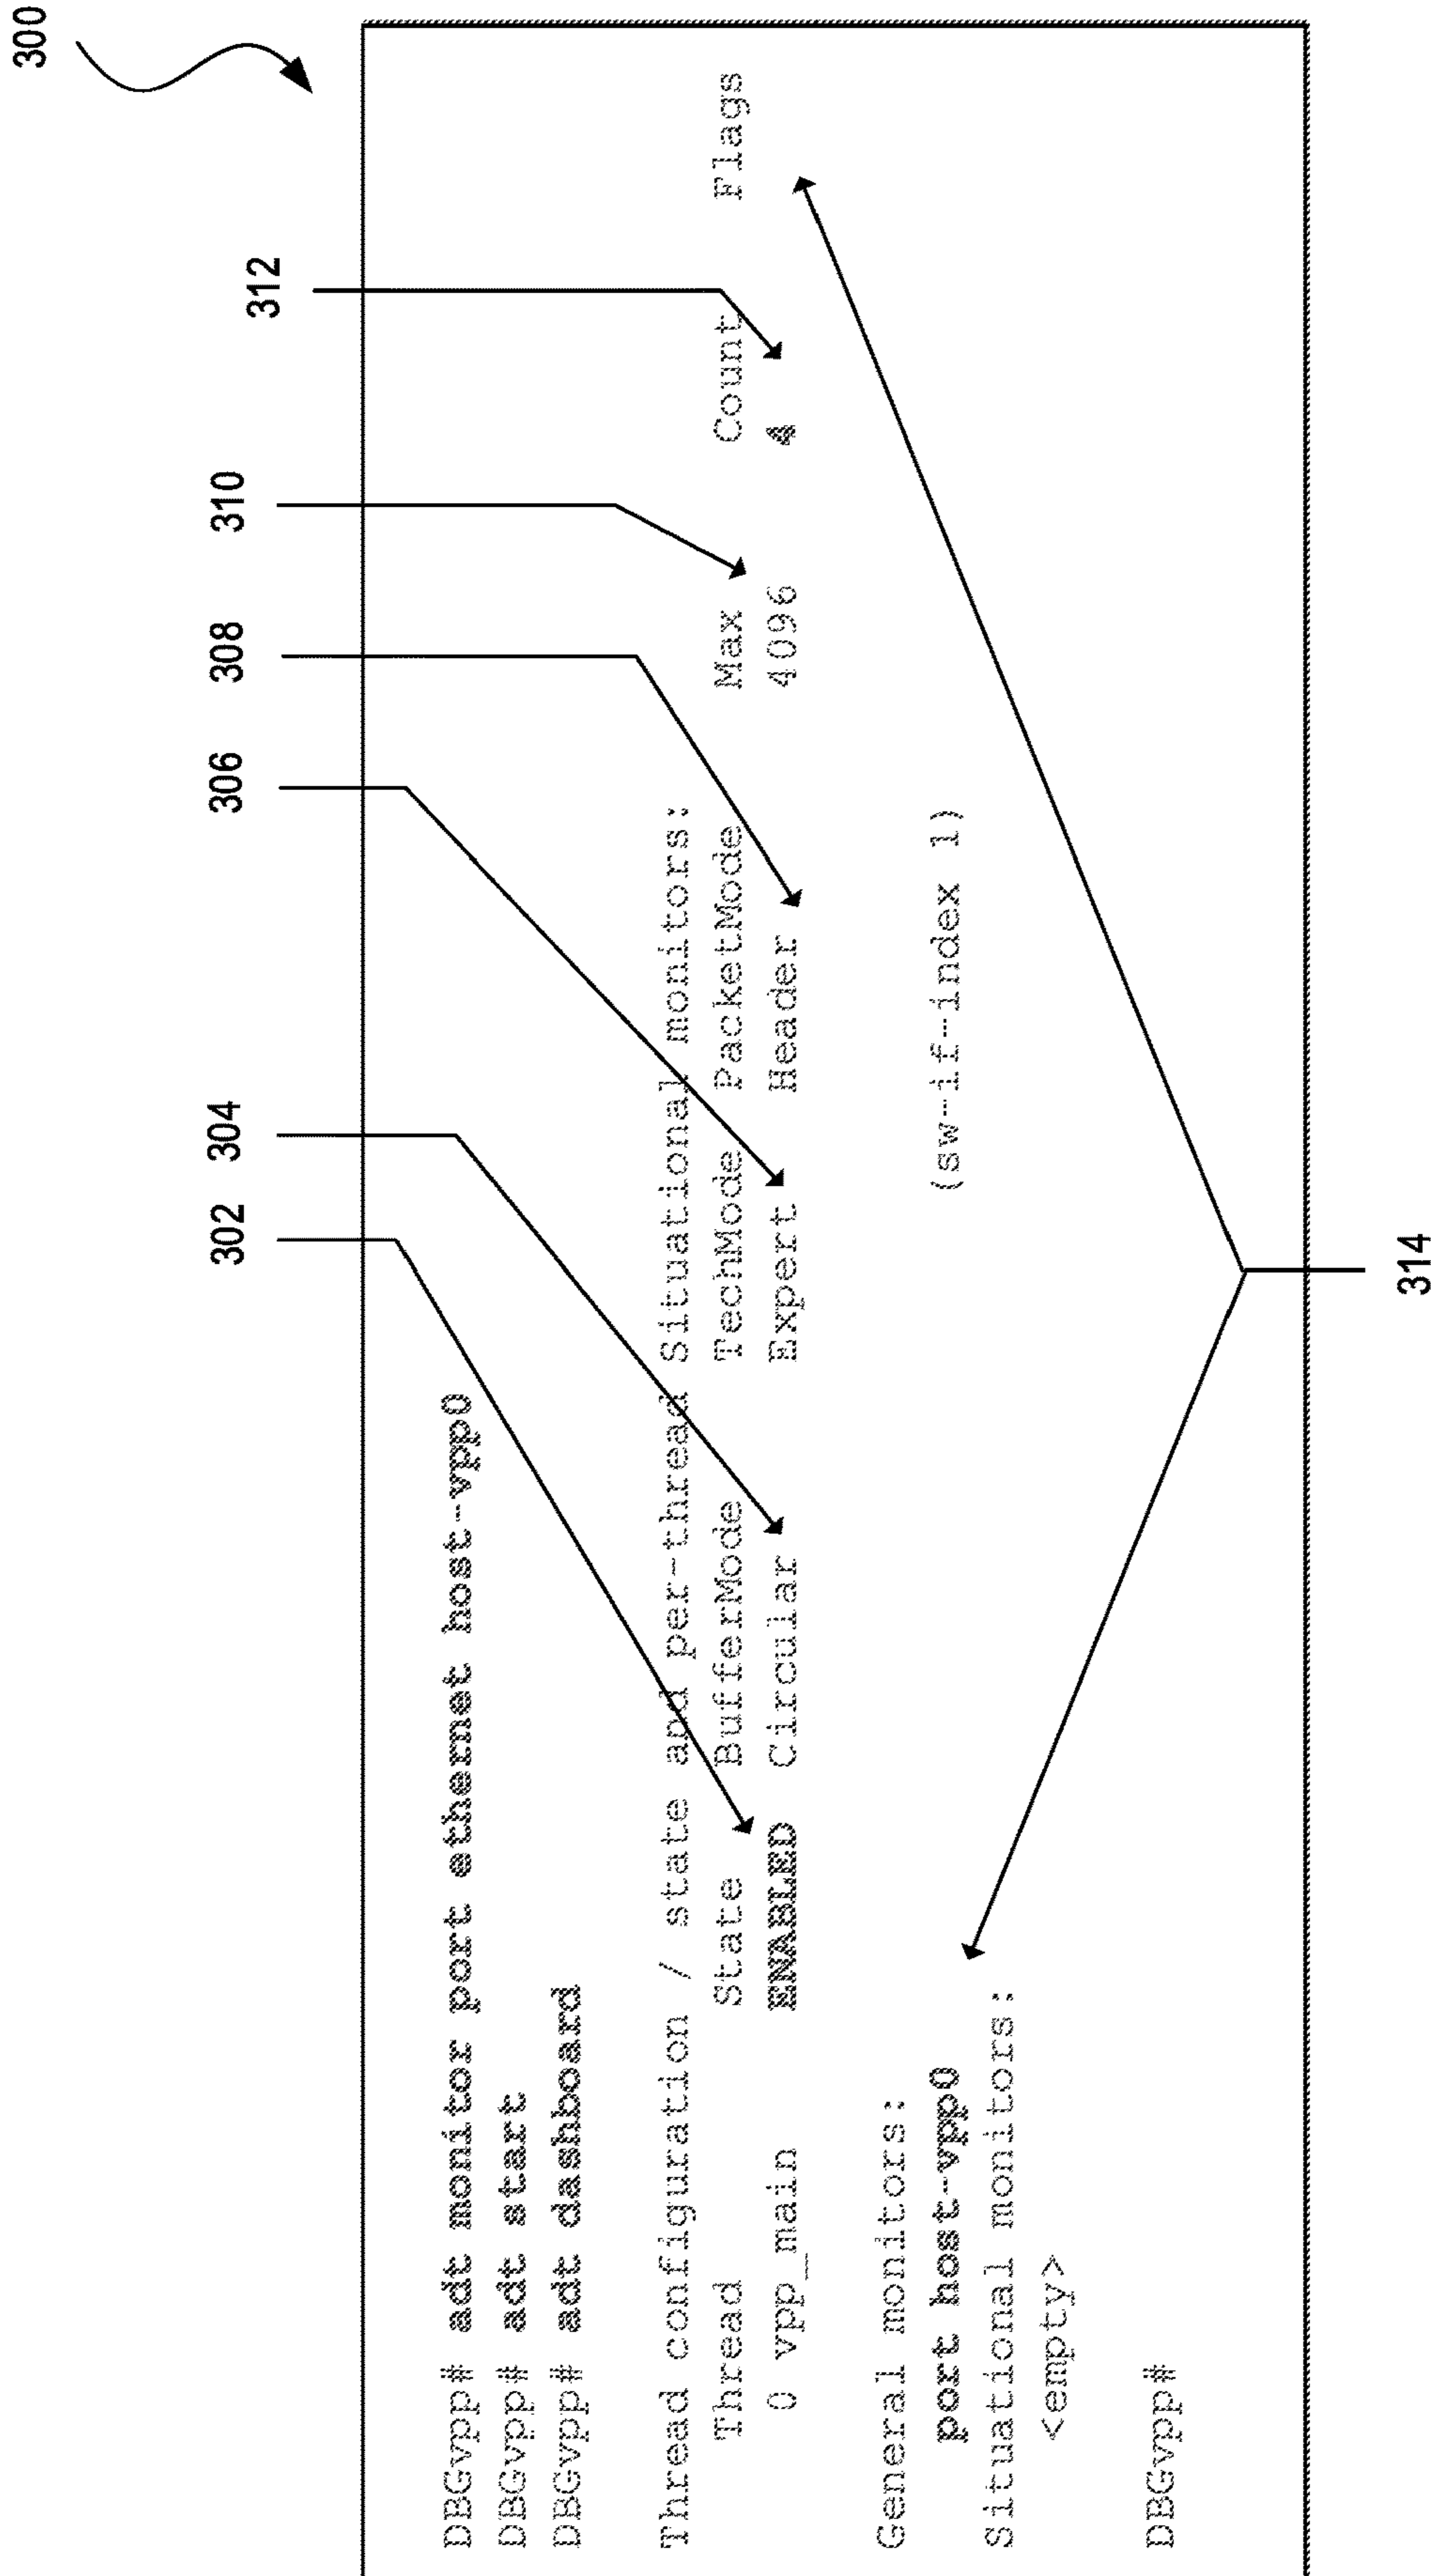 300
302
304
306
308
310
312
DBGvpp# adt monitor port ethernet host-vpp0
DBGvpp# adt start
DBGvpp# adt dashboard
Thread configuration / state and per-thread Situational monitors:
Thread State BufferMode TechMode PacketMode Max Count Flags
0 vpp_main ENABLED Circular Expert Header 4096 4
General monitors:
port host-vpp0 (sw-if-index 1)
Situational monitors:
<empty>
DBGvpp#
314